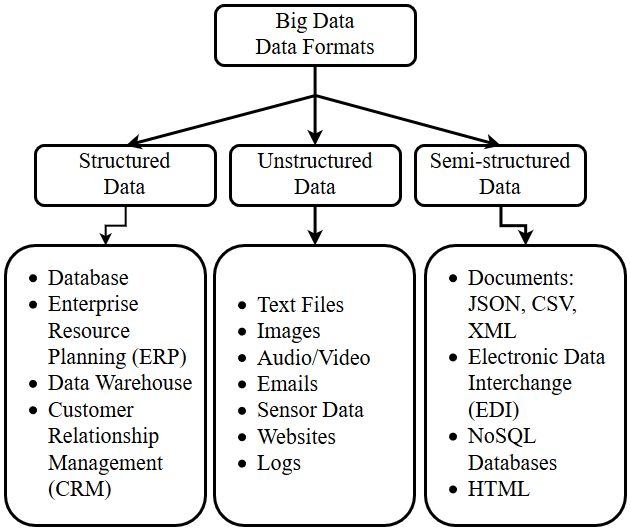 Big Data
Data Formats
Structured
Data
Unstructured
Data
Semi-structured
Data
• Database
• Enterprise
Resource
Planning (ERP)
• Data Warehouse
• Customer
Relationship
Management
(CRM)
• Text Files
• Images
• Audio/Video
• Emails
• Sensor Data
• Websites
• Logs
• Documents:
JSON, CSV,
XML
• Electronic Data
Interchange
(EDI)
• NoSQL
Databases
• HTML